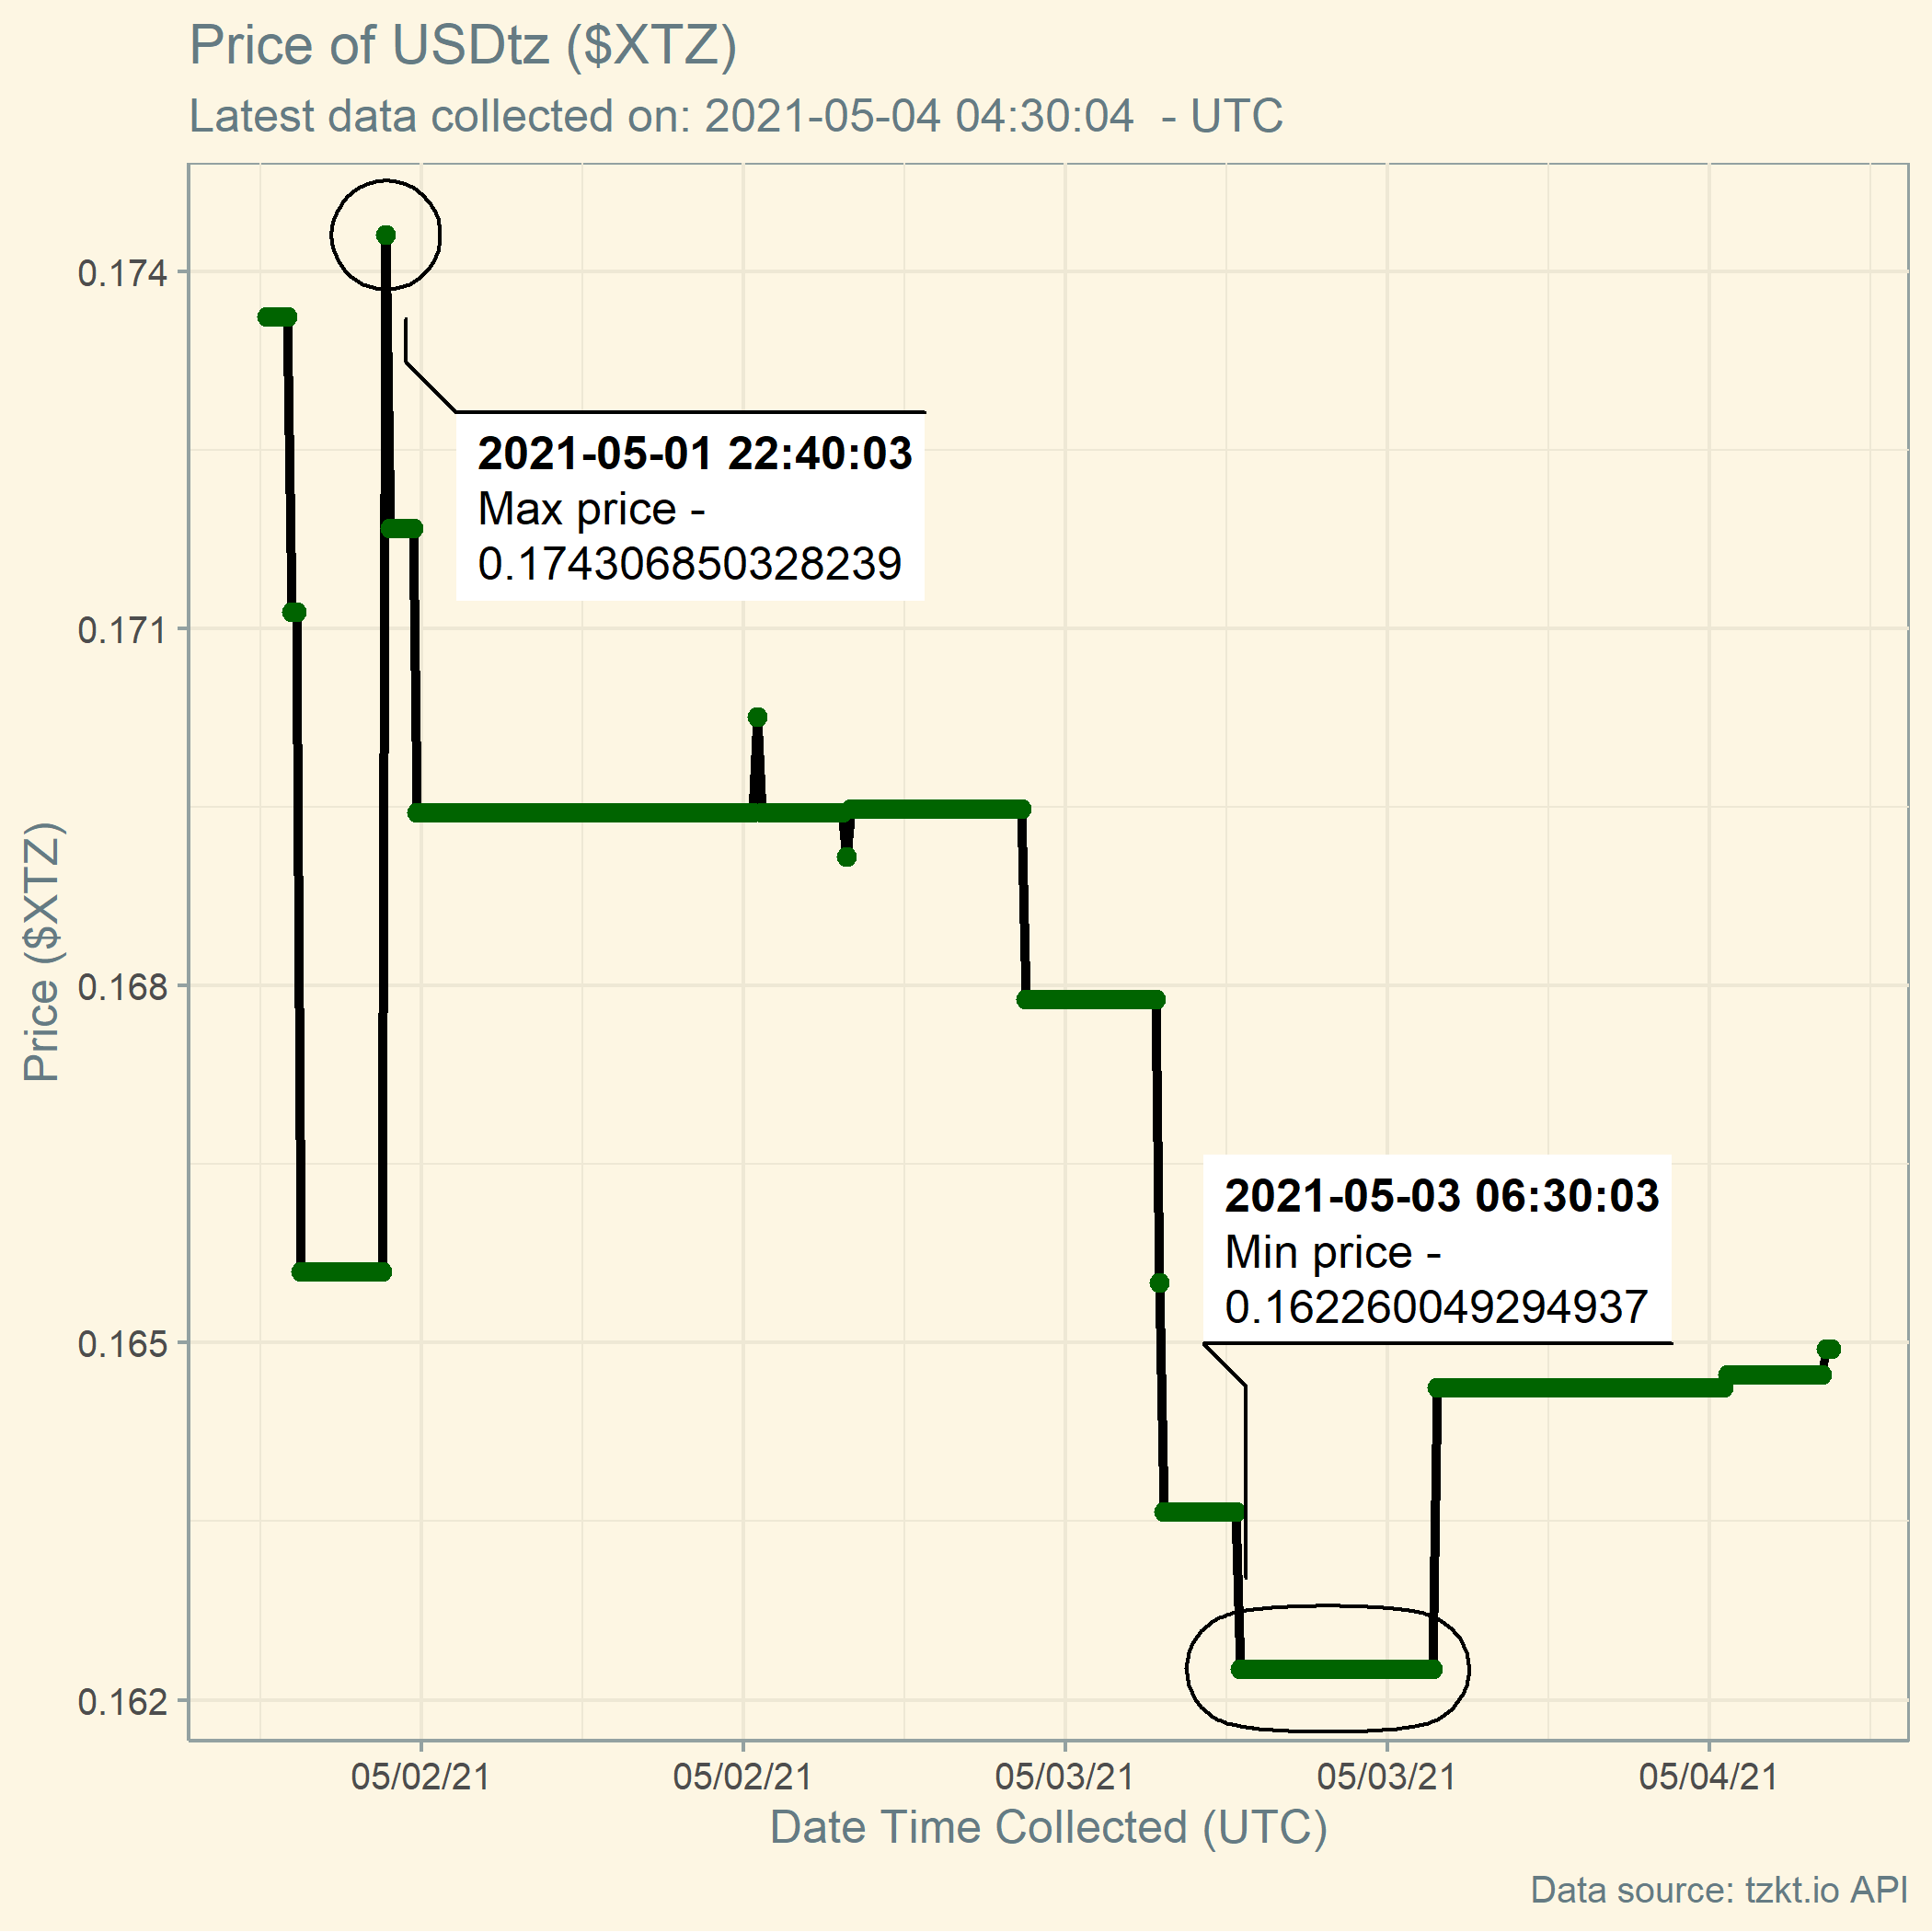 Price of USDtz ($XTZ)
Latest data collected on: 2021-05-04 04:30:04  - UTC
0.174
0.171
0.168
0.165
0.162
Price ($XTZ)
2021-05-01 22:40:03
Max price -
0.174306850328239
2021-05-03 06:30:03
Min price -
0.162260049294937
05/02/21
05/02/21
05/03/21
05/03/21
05/04/21
Date Time Collected (UTC)
Data source: tzkt.io API